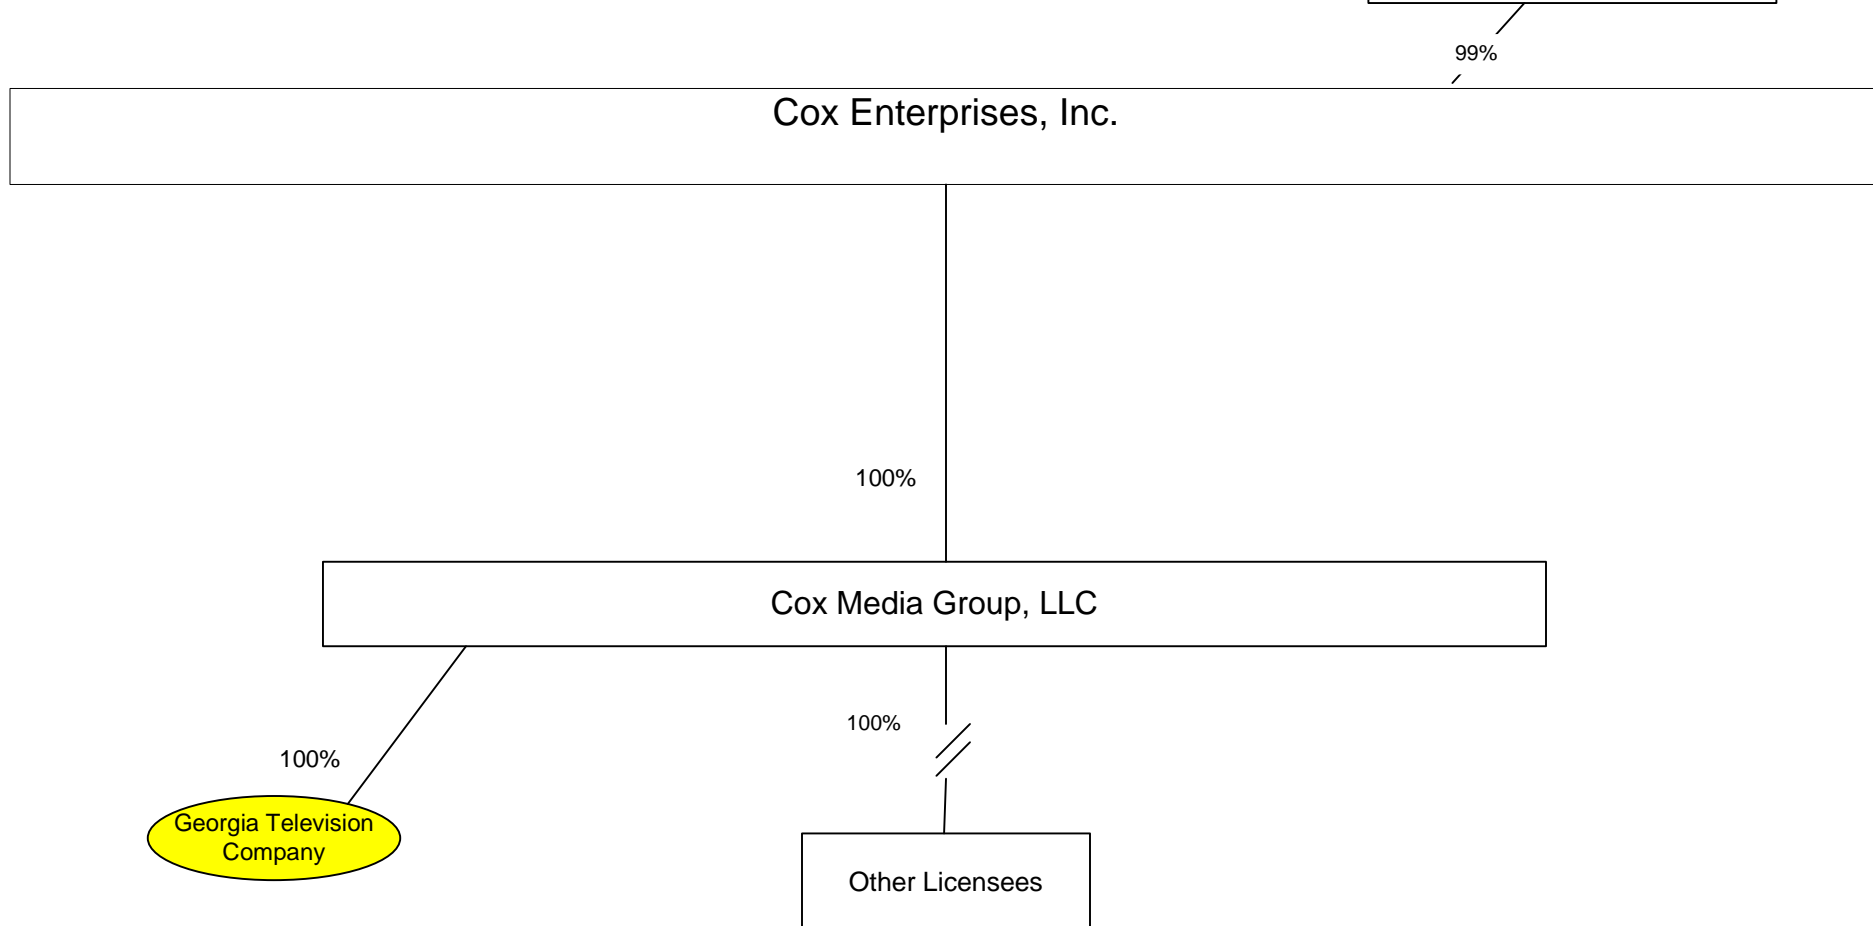 99%
Cox Enterprises, Inc.
100%
Cox Media Group, LLC
100%
100%
Georgia Television
Company
Other Licensees